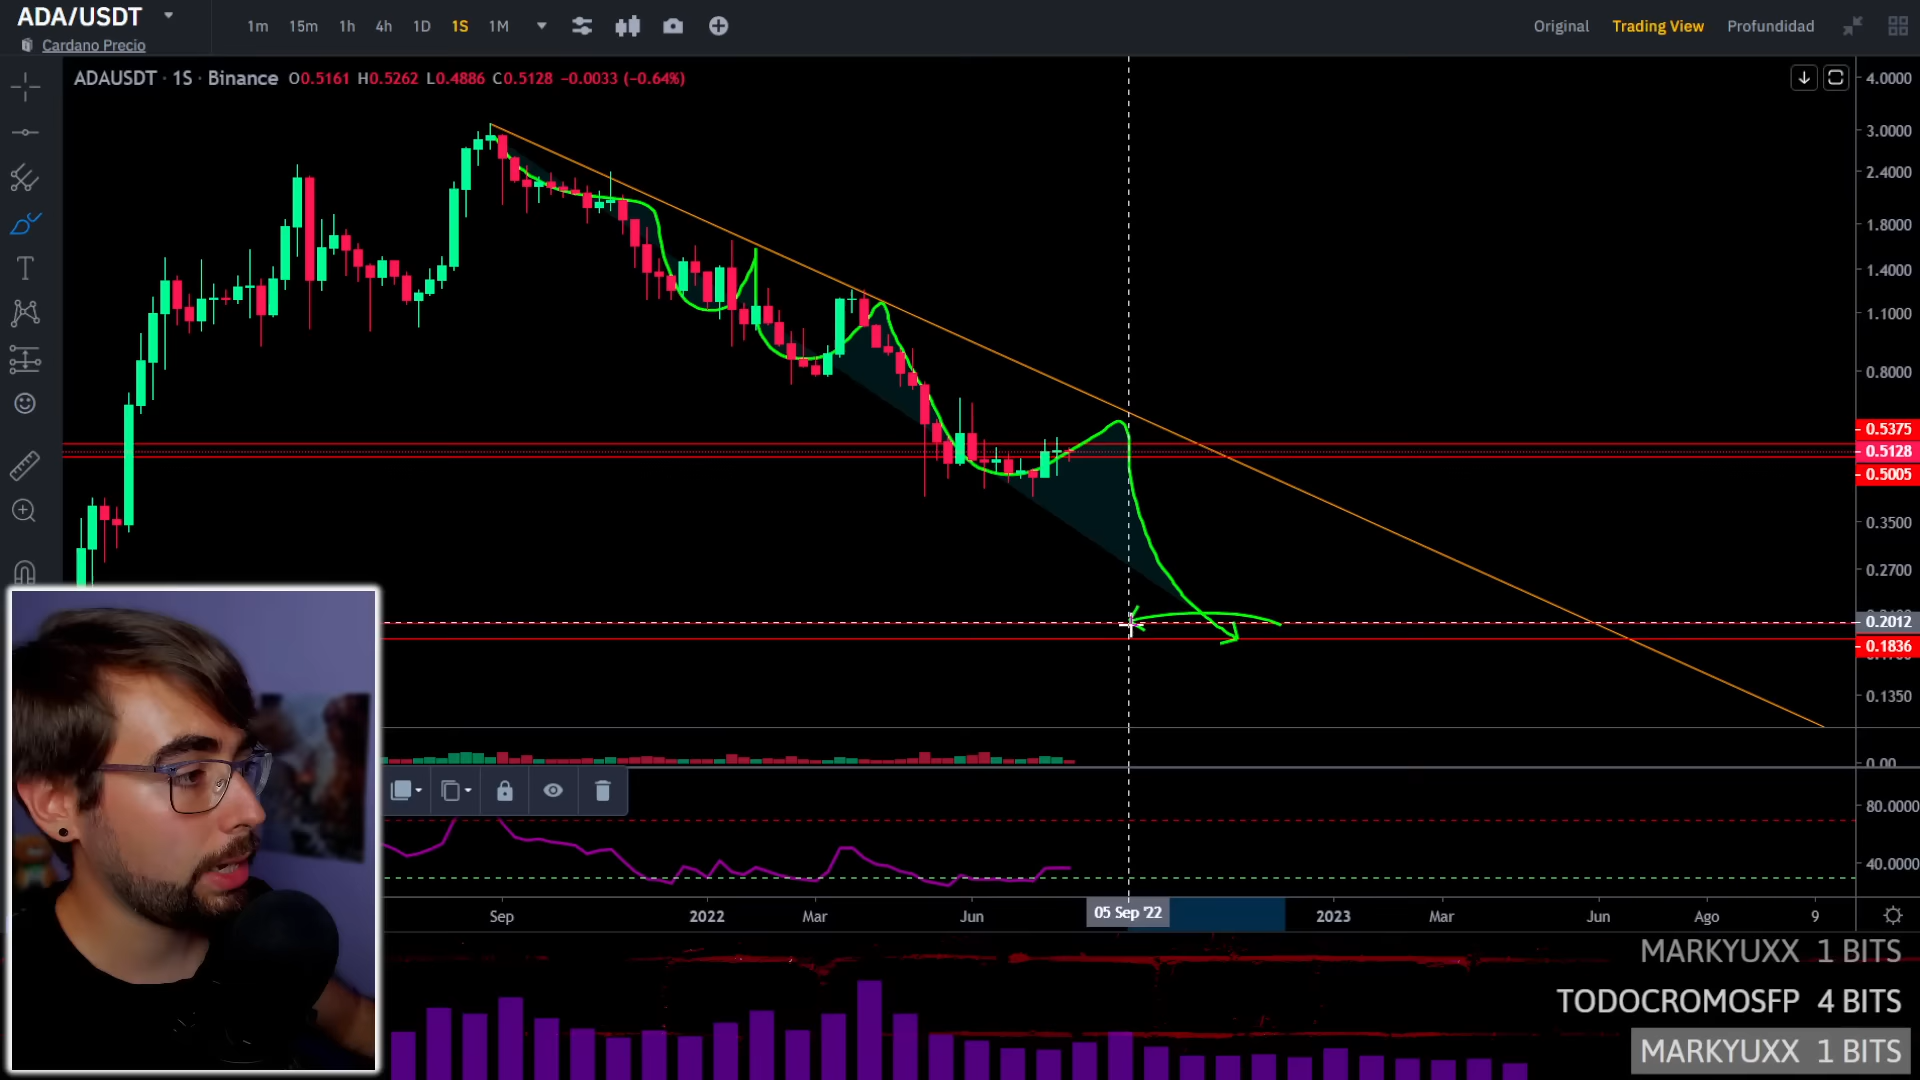 ADA/USDT
Cardano Precio
1m 15m 1h 4h 1D 1S 1M
Original Trading View Profundidad
ADAUSDT · 1S · Binance O0.5161 H0.5262 L0.4886 C0.5128 −0.0033 (−0.64%)
4.0000
3.0000
2.4000
1.8000
1.4000
1.1000
0.8000
0.5375
0.5128
0.5005
0.3500
0.2700
0.2012
0.1836
0.1350
0.00
80.0000
40.0000
Sep 2022 Mar Jun 05 Sep '22 2023 Mar Jun Ago 9
MARKYUXX 1 BITS
TODOCROMOSFP 4 BITS
MARKYUXX 1 BITS